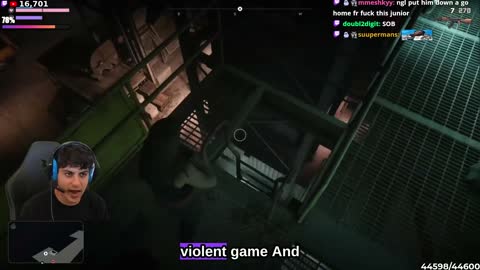 16,701
78%
mmeshkyy: ngl put him down a go
home fr fuck this junior
doubl2digit: SOB
suupermans:
7 270
W
violent game And
44598/44600